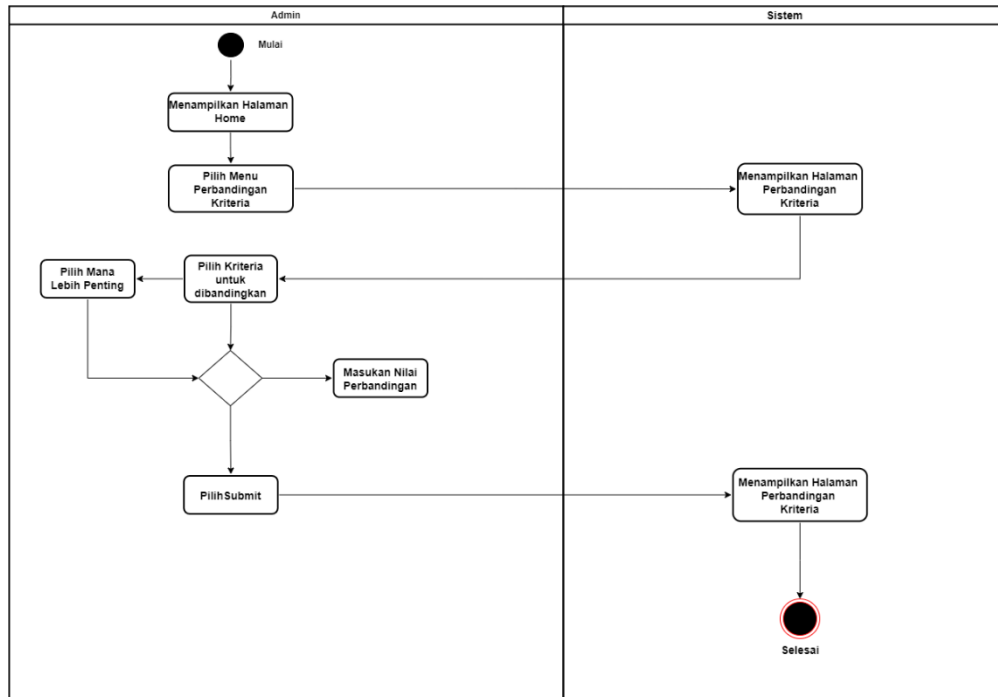 Admin
Sistem
Mulai
Menampilkan Halaman
Home
Pilih Menu
Perbandingan
Kriteria
Menampilkan Halaman
Perbandingan
Kriteria
Pilih Mana
Lebih Penting
Pilih Kriteria
untuk
dibandingkan
Masukan Nilai
Perbandingan
PilihSubmit
Menampilkan Halaman
Perbandingan
Kriteria
Selesai